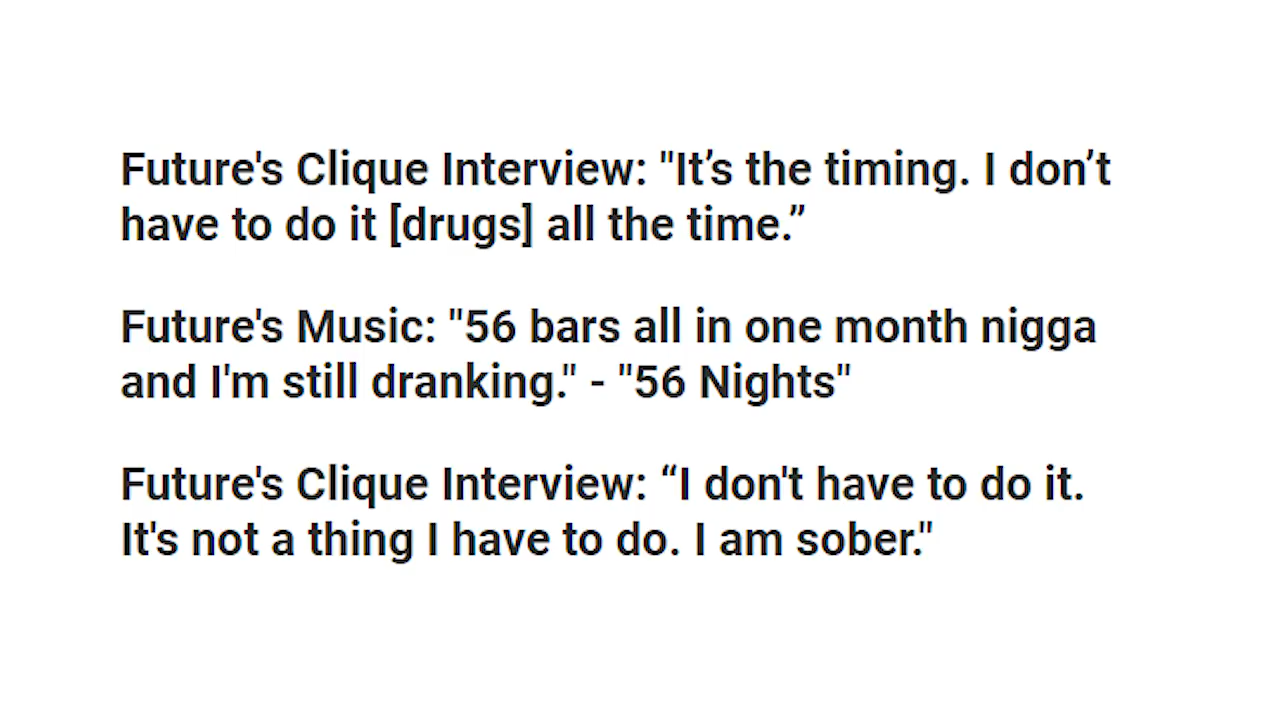 Future's Clique Interview: "It’s the timing. I don’t
have to do it [drugs] all the time.”
Future's Music: "56 bars all in one month nigga
and I'm still dranking." - "56 Nights"
Future's Clique Interview: “I don't have to do it.
It's not a thing I have to do. I am sober."